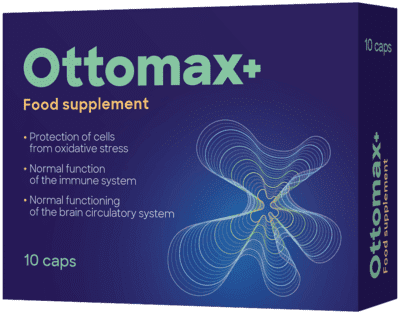 Ottomax+
Food supplement
• Protection of cells
from oxidative stress
• Normal function
of the immune system
• Normal functioning
of the brain circulatory system
10 caps
10 caps
Ottomax+
Food supplement